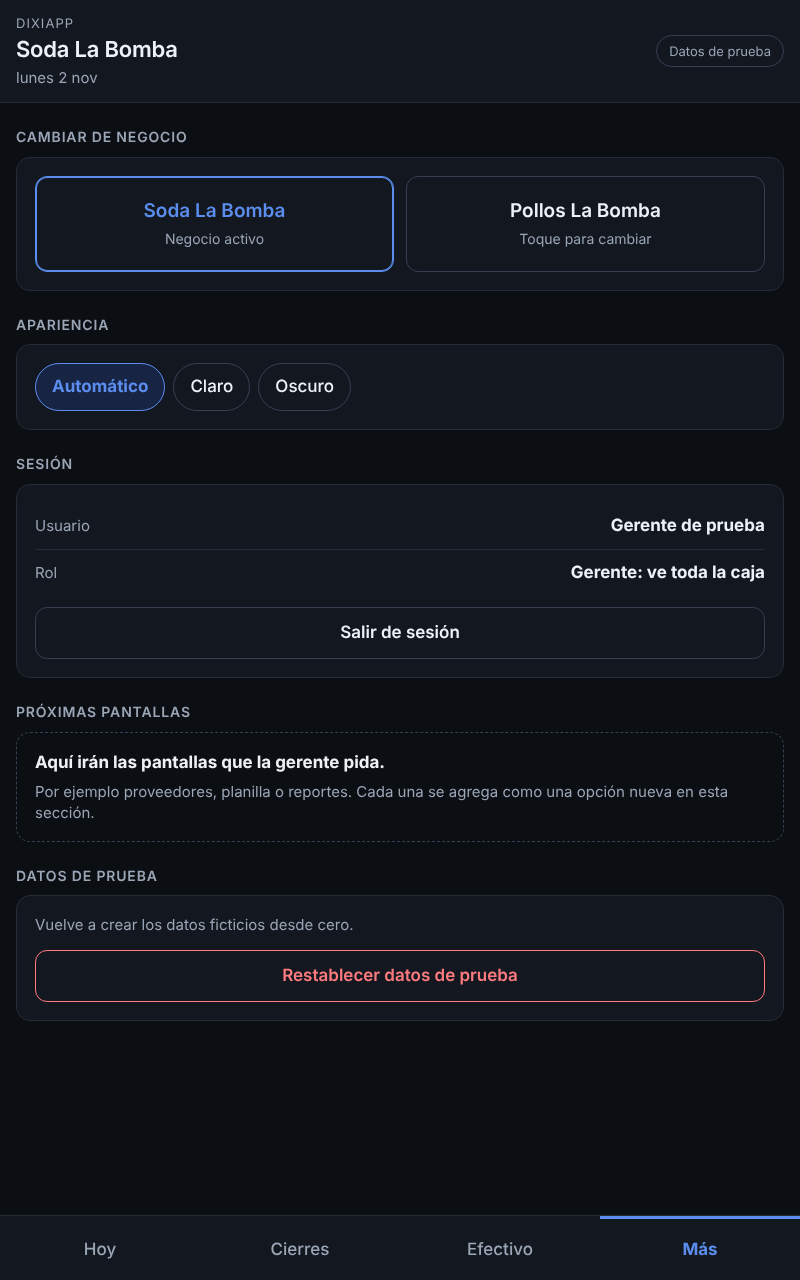 DIXIAPP
Soda La Bomba
lunes 2 nov
Datos de prueba
CAMBIAR DE NEGOCIO
Soda La Bomba
Negocio activo
Pollos La Bomba
Toque para cambiar
APARIENCIA
Automático
Claro
Oscuro
SESIÓN
Usuario
Gerente de prueba
Rol
Gerente: ve toda la caja
Salir de sesión
PRÓXIMAS PANTALLAS
Aquí irán las pantallas que la gerente pida.
Por ejemplo proveedores, planilla o reportes. Cada una se agrega como una opción nueva en esta
sección.
DATOS DE PRUEBA
Vuelve a crear los datos ficticios desde cero.
Restablecer datos de prueba
Hoy
Cierres
Efectivo
Más